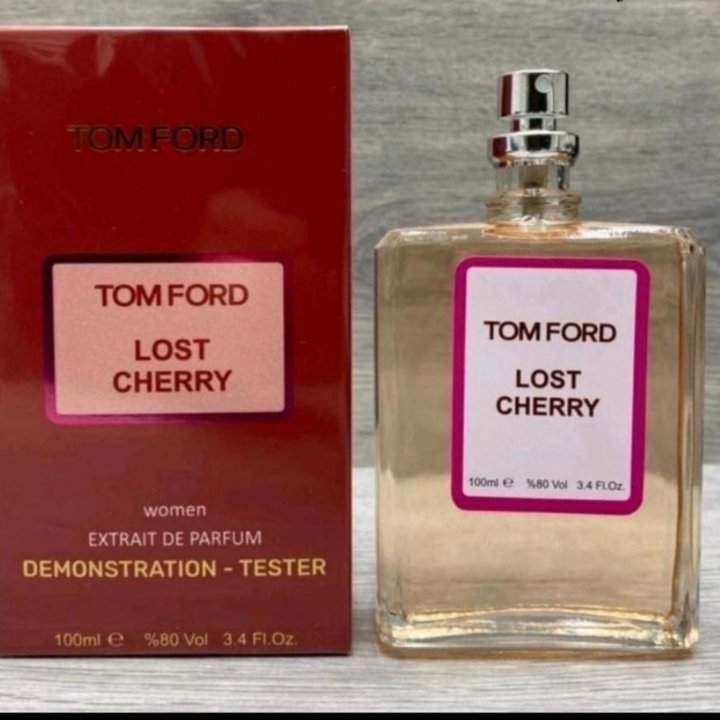 TOM FORD
TOM FORD
LOST
CHERRY
women
EXTRAIT DE PARFUM
DEMONSTRATION - TESTER
100ml ℮ %80 Vol 3.4 Fl.Oz.
TOM FORD
LOST
CHERRY
100ml ℮ %80 Vol 3.4 Fl.Oz.